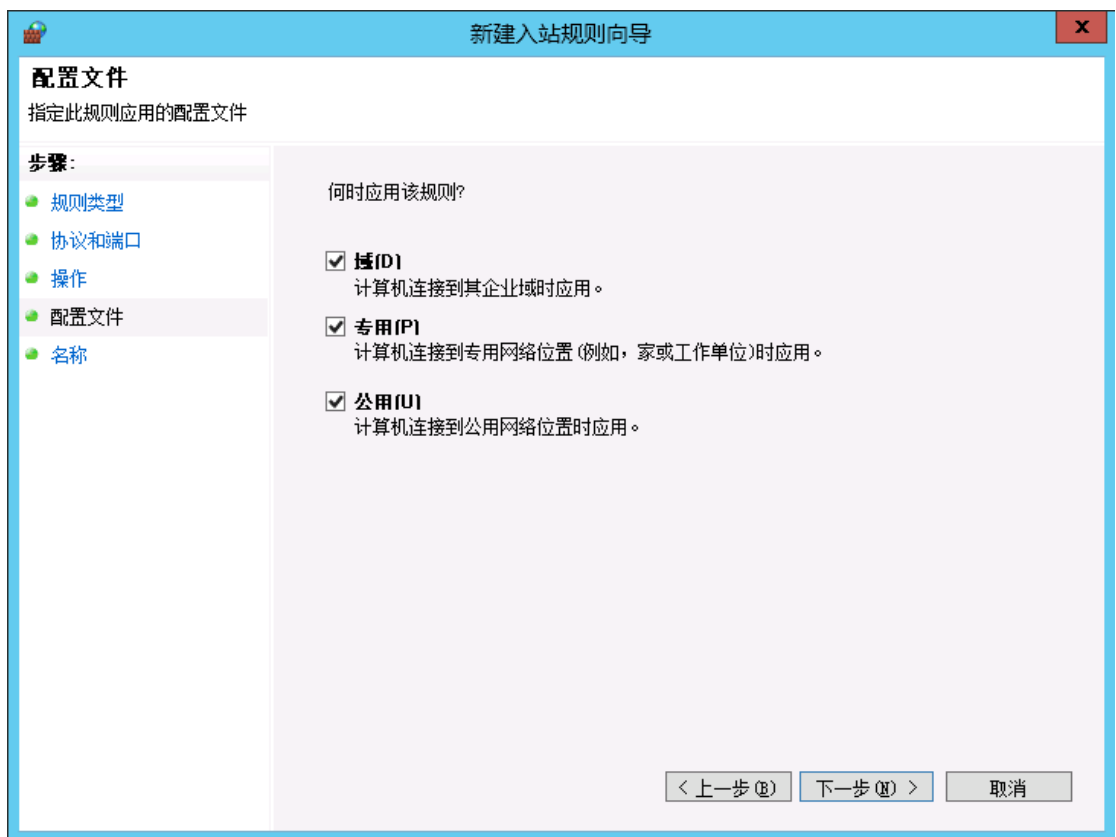 新建入站规则向导
x
配置文件
指定此规则应用的配置文件
步骤:
规则类型
协议和端口
操作
配置文件
名称
何时应用该规则?
域(D)
计算机连接到其企业域时应用。
专用(P)
计算机连接到专用网络位置(例如，家或工作单位)时应用。
公用(U)
计算机连接到公用网络位置时应用。
< 上一步(B) 下一步(N) > 取消